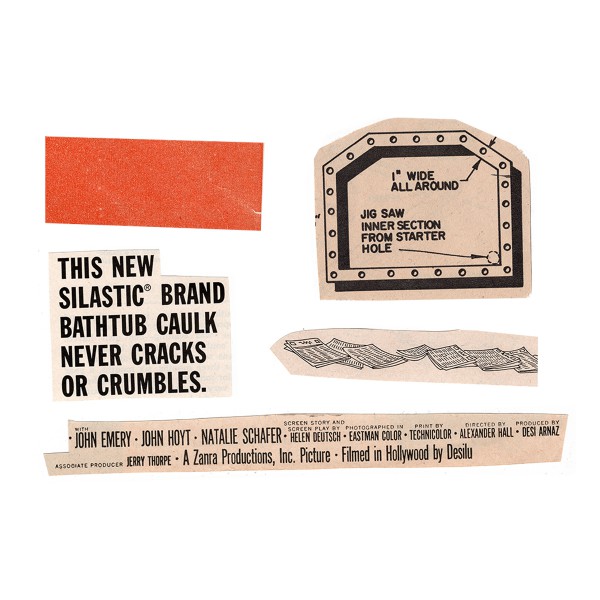 1" WIDE
ALL AROUND
JIG SAW
INNER SECTION
FROM STARTER
HOLE
THIS NEW
SILASTIC® BRAND
BATHTUB CAULK
NEVER CRACKS
OR CRUMBLES.
WITH SCREEN STORY AND
SCREEN PLAY BY PHOTOGRAPHED IN PRINT BY DIRECTED BY PRODUCED BY
• JOHN EMERY • JOHN HOYT • NATALIE SCHAFER • HELEN DEUTSCH • EASTMAN COLOR • TECHNICOLOR • ALEXANDER HALL • DESI ARNAZ
ASSOCIATE PRODUCER JERRY THORPE • A Zanra Productions, Inc. Picture • Filmed in Hollywood by Desilu